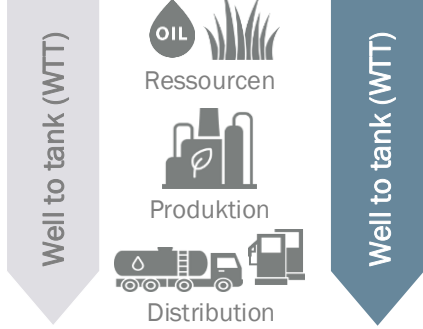 OIL
Ressourcen
Well to tank (WTT)
Well to tank (WTT)
Produktion
Distribution